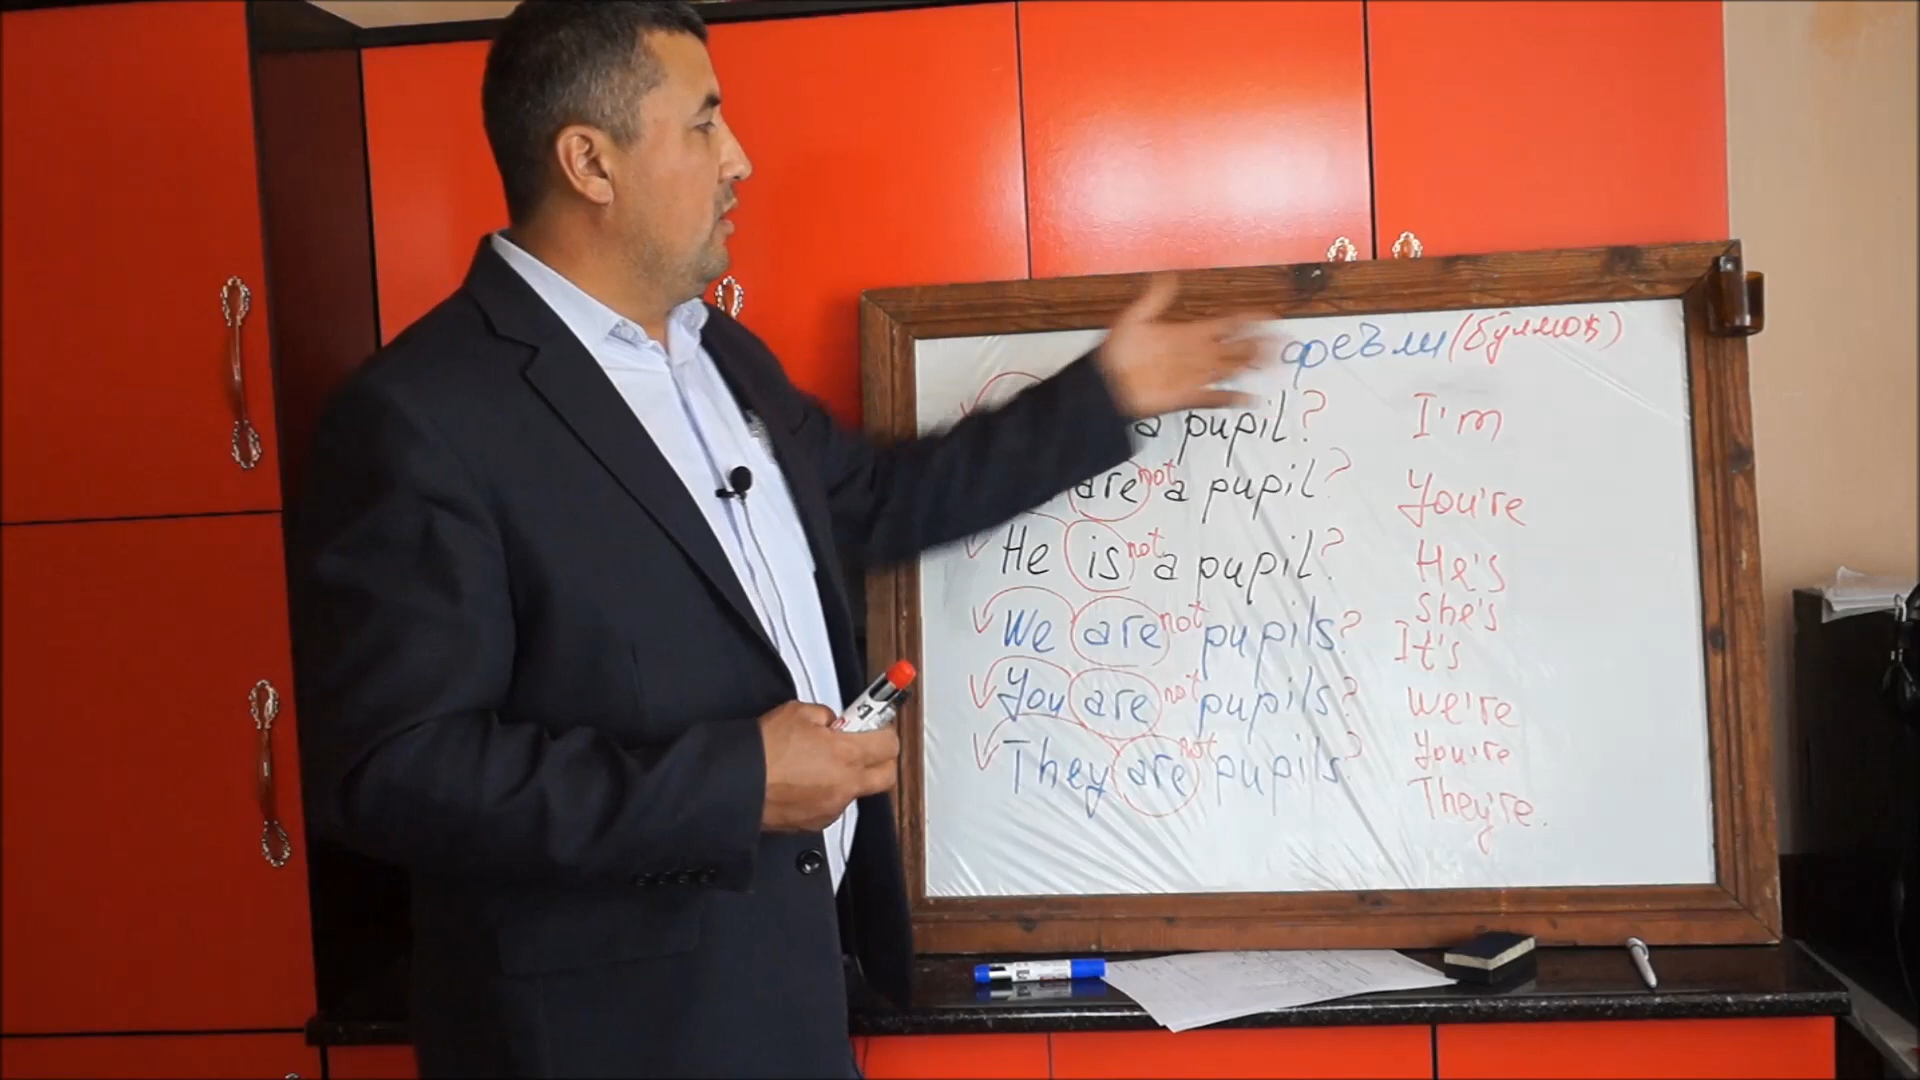 феъли (бўлмоқ)
a pupil? I'm
are not a pupil? You're
He is not a pupil? He's
She's
We are not pupils? It's
You are not pupils? We're
You're
They are not pupils? They're.